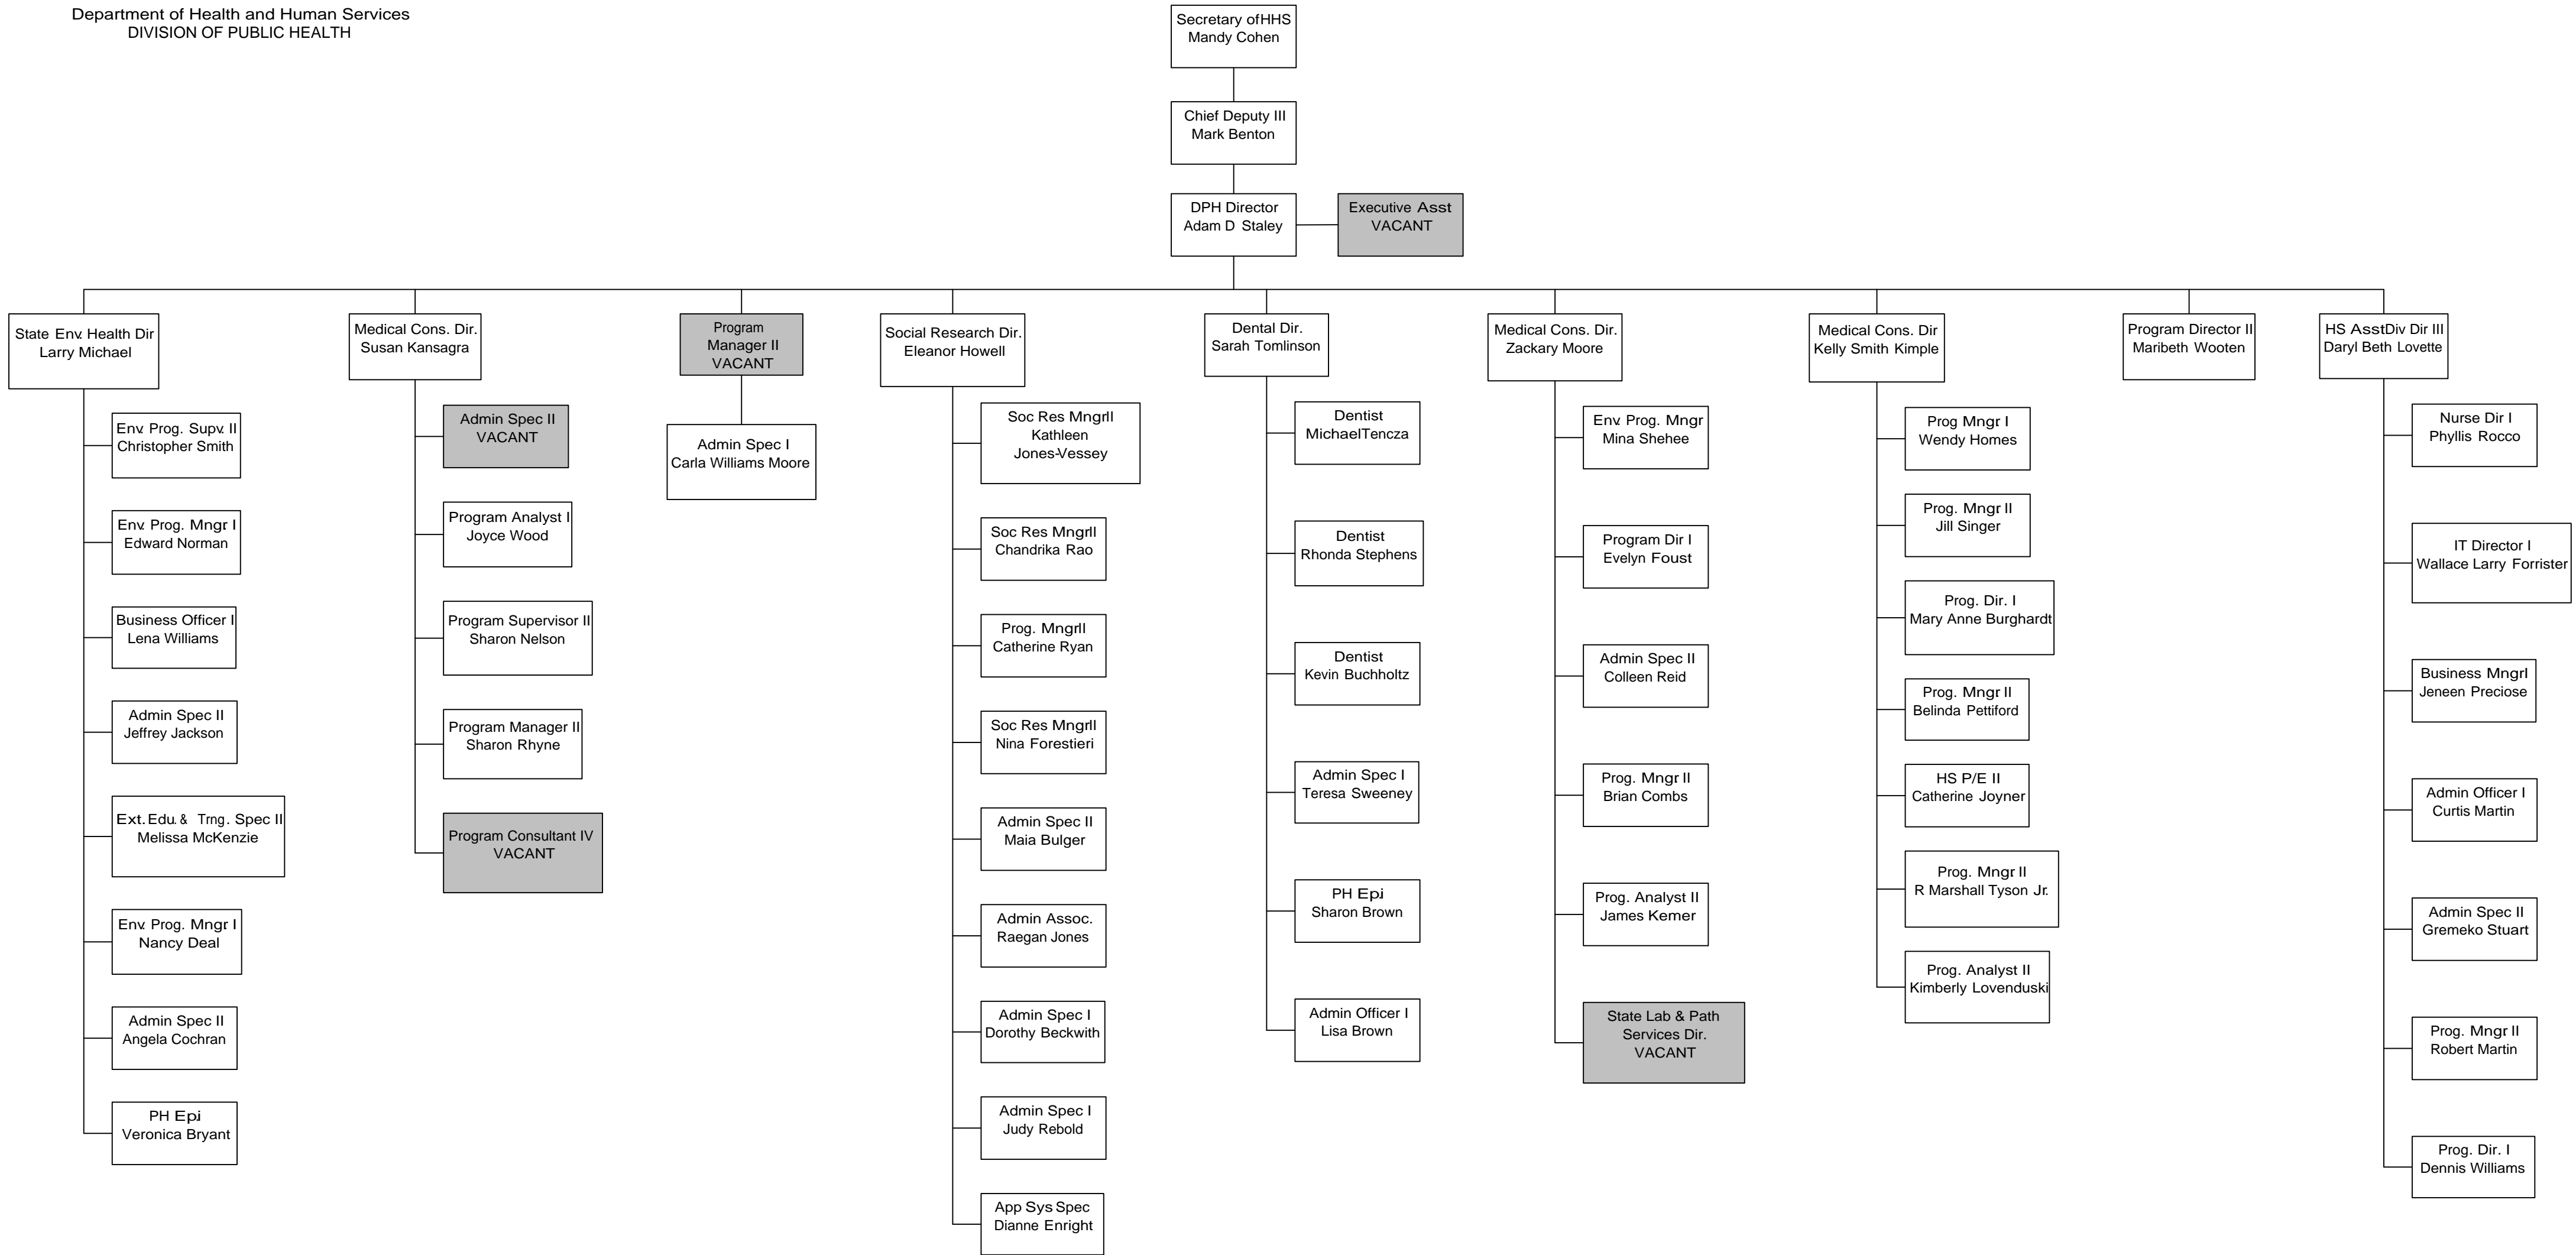 Department of Health and Human Services
DIVISION OF PUBLIC HEALTH
Secretary of HHS
Mandy Cohen
Chief Deputy III
Mark Benton
DPH Director
Adam D Staley
Executive Asst
VACANT
State Env. Health Dir
Larry Michael
Env. Prog. Supv. II
Christopher Smith
Env. Prog. Mngr I
Edward Norman
Business Officer I
Lena Williams
Admin Spec II
Jeffrey Jackson
Ext. Edu. & Trng. Spec II
Melissa McKenzie
Env. Prog. Mngr I
Nancy Deal
Admin Spec II
Angela Cochran
PH Epi
Veronica Bryant
Medical Cons. Dir.
Susan Kansagra
Admin Spec II
VACANT
Program Analyst I
Joyce Wood
Program Supervisor II
Sharon Nelson
Program Manager II
Sharon Rhyne
Program Consultant IV
VACANT
Program
Manager II
VACANT
Admin Spec I
Carla Williams Moore
Social Research Dir.
Eleanor Howell
Soc Res MngrII
Kathleen
Jones-Vessey
Soc Res MngrII
Chandrika Rao
Prog. MngrII
Catherine Ryan
Soc Res MngrII
Nina Forestieri
Admin Spec II
Maia Bulger
Admin Assoc.
Raegan Jones
Admin Spec I
Dorothy Beckwith
Admin Spec I
Judy Rebold
App Sys Spec
Dianne Enright
Dental Dir.
Sarah Tomlinson
Dentist
Michael Tencza
Dentist
Rhonda Stephens
Dentist
Kevin Buchholtz
Admin Spec I
Teresa Sweeney
PH Epi
Sharon Brown
Admin Officer I
Lisa Brown
Medical Cons. Dir.
Zackary Moore
Env. Prog. Mngr
Mina Shehee
Program Dir I
Evelyn Foust
Admin Spec II
Colleen Reid
Prog. Mngr II
Brian Combs
Prog. Analyst II
James Kemer
State Lab & Path
Services Dir.
VACANT
Medical Cons. Dir
Kelly Smith Kimple
Prog Mngr I
Wendy Homes
Prog. Mngr II
Jill Singer
Prog. Dir. I
Mary Anne Burghardt
Prog. Mngr II
Belinda Pettiford
HS P/E II
Catherine Joyner
Prog. Mngr II
R Marshall Tyson Jr.
Prog. Analyst II
Kimberly Lovenduski
Program Director II
Maribeth Wooten
HS AsstDiv Dir III
Daryl Beth Lovette
Nurse Dir I
Phyllis Rocco
IT Director I
Wallace Larry Forrister
Business MngrI
Jeneen Preciose
Admin Officer I
Curtis Martin
Admin Spec II
Gremeko Stuart
Prog. Mngr II
Robert Martin
Prog. Dir. I
Dennis Williams